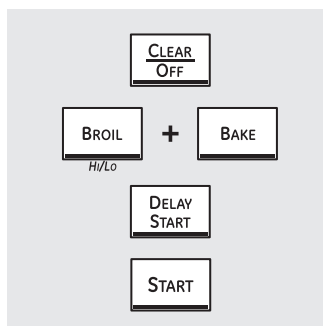 CLEAR
OFF
BROIL + BAKE
HI/LO
DELAY
START
START